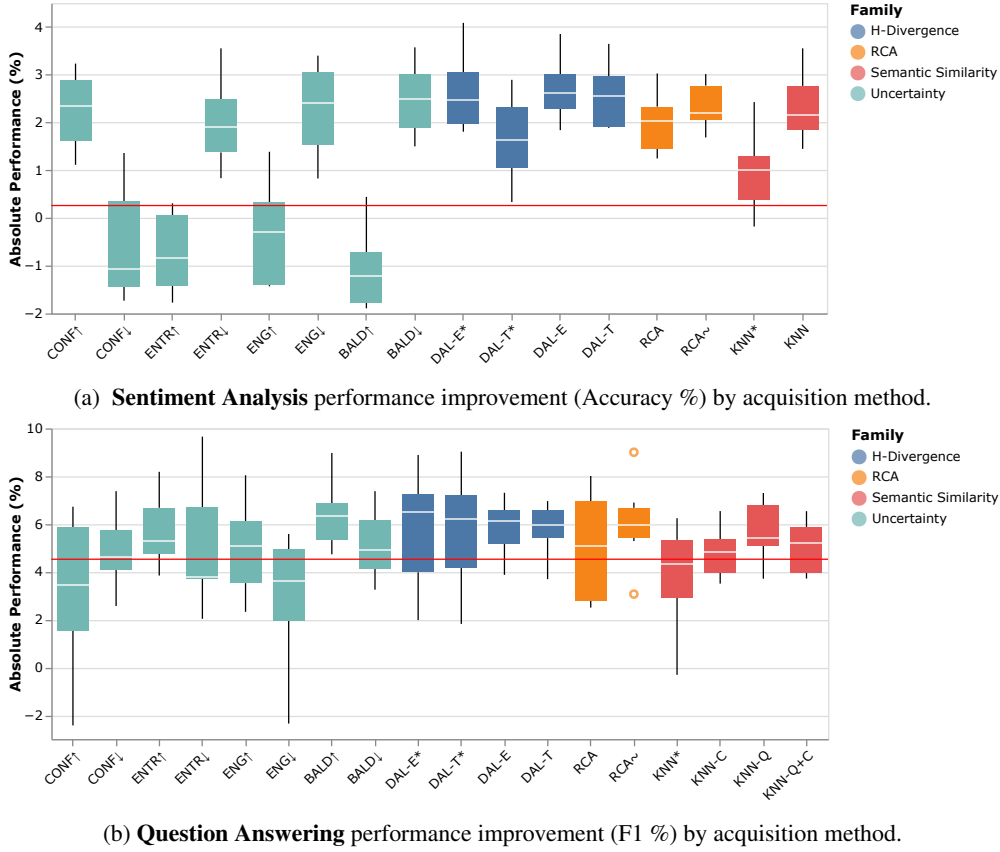 Absolute Performance (%)
4
3
2
1
0
−1
−2
CONF↑ CONF↓ ENTR↑ ENTR↓ ENG↑ ENG↓ BALD↑ BALD↓ DAL-E* DAL-T* DAL-E DAL-T RCA RCA~ KNN* KNN
Family
H-Divergence
RCA
Semantic Similarity
Uncertainty
(a) Sentiment Analysis performance improvement (Accuracy %) by acquisition method.
Absolute Performance (%)
10
8
6
4
2
0
−2
CONF↑ CONF↓ ENTR↑ ENTR↓ ENG↑ ENG↓ BALD↑ BALD↓ DAL-E* DAL-T* DAL-E DAL-T RCA RCA~ KNN* KNN-C KNN-Q KNN-Q+C
Family
H-Divergence
RCA
Semantic Similarity
Uncertainty
(b) Question Answering performance improvement (F1 %) by acquisition method.